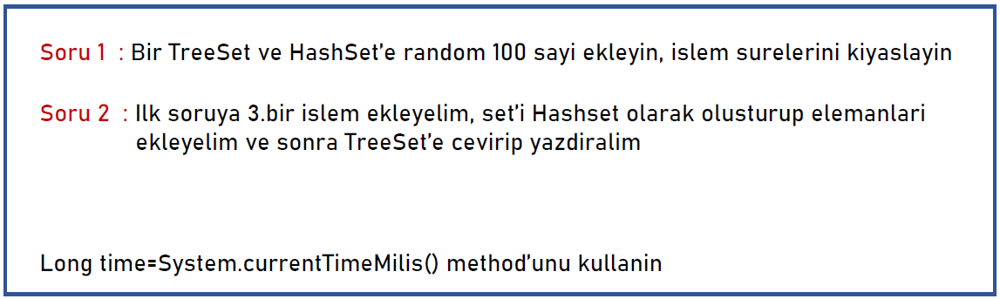 Soru 1 : Bir TreeSet ve HashSet’e random 100 sayi ekleyin, islem surelerini kiyaslayin
Soru 2 : Ilk soruya 3.bir islem ekleyelim, set’i Hashset olarak olusturup elemanlari
ekleyelim ve sonra TreeSet’e cevirip yazdiralim
Long time=System.currentTimeMilis() method’unu kullanin